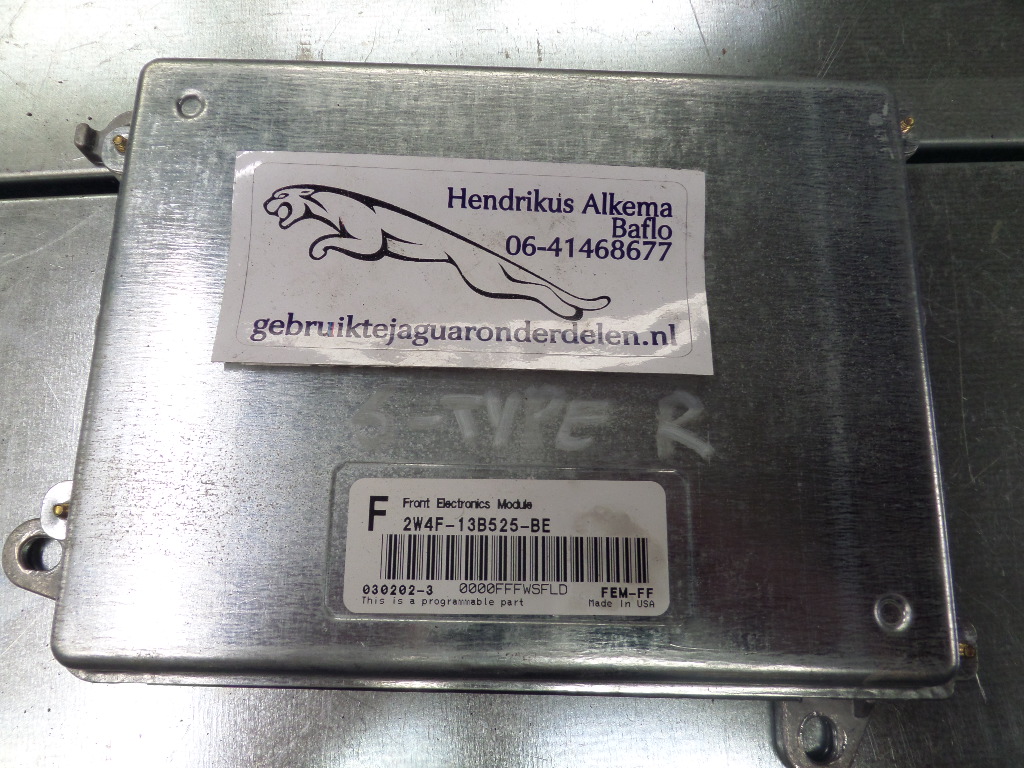 Hendrikus Alkema
Baflo
06-41468677
gebruiktejaguaronderdelen.nl
S-TYPE R
F Front Electronics Module
2W4F-13B525-BE
030202-3 0000FFFWSFLD FEM-FF
This is a programmable part Made in USA